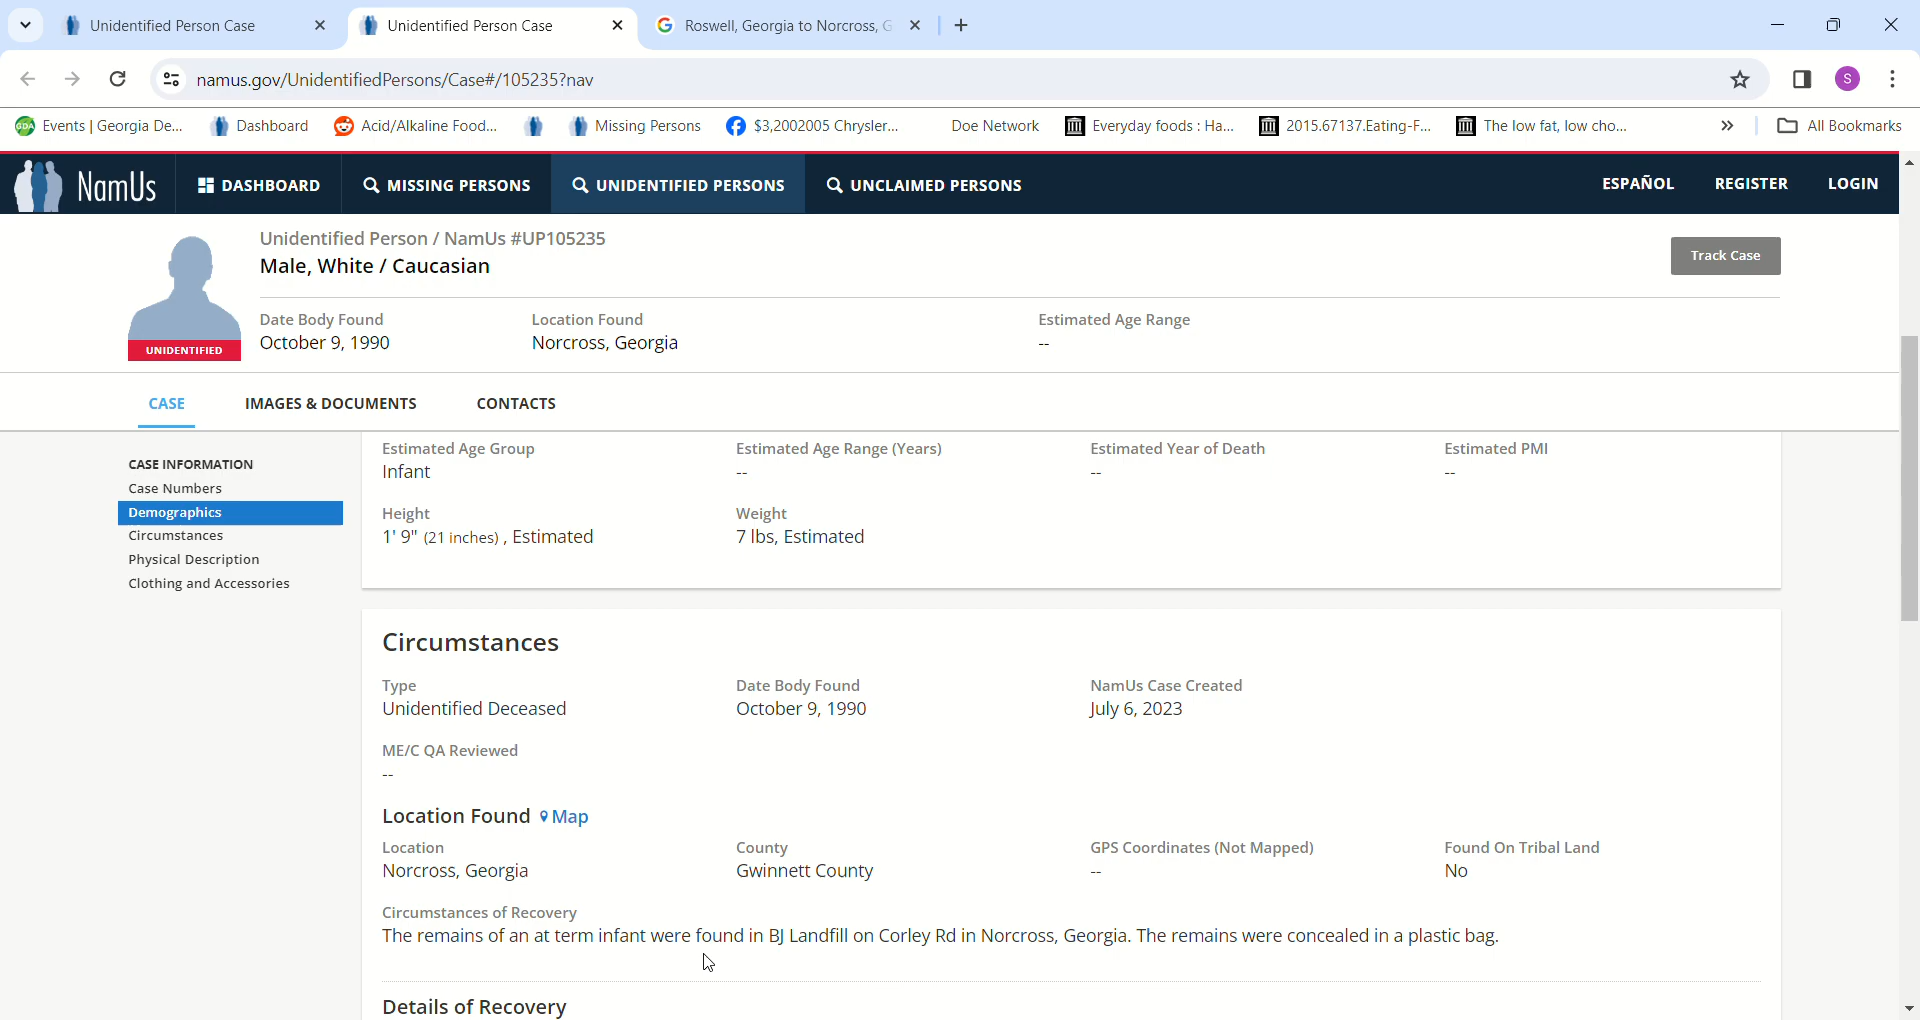 Unidentified Person Case
Unidentified Person Case
Roswell, Georgia to Norcross, G
namus.gov/UnidentifiedPersons/Case#/105235?nav
S
Events | Georgia De...
Dashboard
Acid/Alkaline Food...
Missing Persons
$3,2002005 Chrysler...
Doe Network
Everyday foods : Ha...
2015.67137.Eating-F...
The low fat, low cho...
»
All Bookmarks
NamUs
DASHBOARD
MISSING PERSONS
UNIDENTIFIED PERSONS
UNCLAIMED PERSONS
ESPAÑOL
REGISTER
LOGIN
Unidentified Person / NamUs #UP105235
Male, White / Caucasian
Track Case
UNIDENTIFIED
Date Body Found
October 9, 1990
Location Found
Norcross, Georgia
Estimated Age Range
--
CASE
IMAGES & DOCUMENTS
CONTACTS
CASE INFORMATION
Case Numbers
Demographics
Circumstances
Physical Description
Clothing and Accessories
Estimated Age Group
Infant
Estimated Age Range (Years)
--
Estimated Year of Death
--
Estimated PMI
--
Height
1' 9" (21 inches) , Estimated
Weight
7 lbs, Estimated
Circumstances
Type
Unidentified Deceased
Date Body Found
October 9, 1990
NamUs Case Created
July 6, 2023
ME/C QA Reviewed
--
Location Found Map
Location
Norcross, Georgia
County
Gwinnett County
GPS Coordinates (Not Mapped)
--
Found On Tribal Land
No
Circumstances of Recovery
The remains of an at term infant were found in BJ Landfill on Corley Rd in Norcross, Georgia. The remains were concealed in a plastic bag.
Details of Recovery